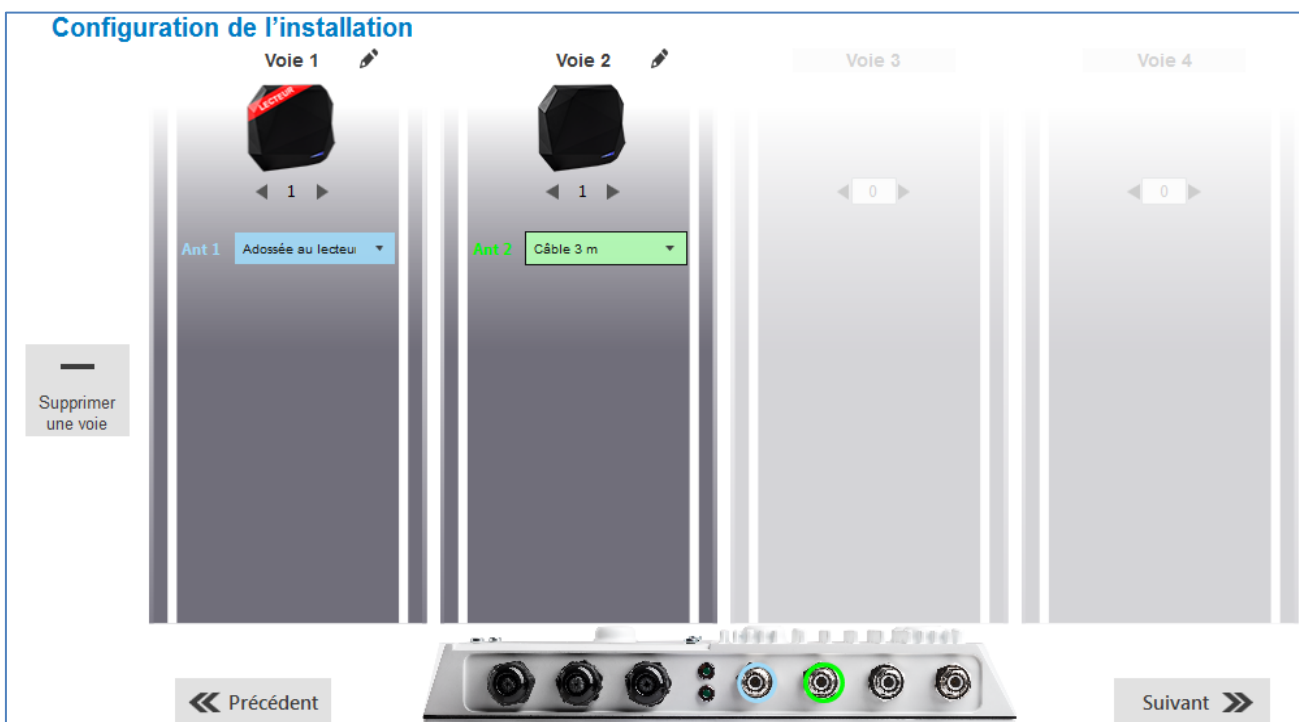 Configuration de l’installation
Voie 1
Voie 2
Voie 3
Voie 4
LECTEUR
1
1
0
0
Ant 1
Adossée au lecteu
Ant 2
Câble 3 m
Supprimer
une voie
Précédent
Suivant